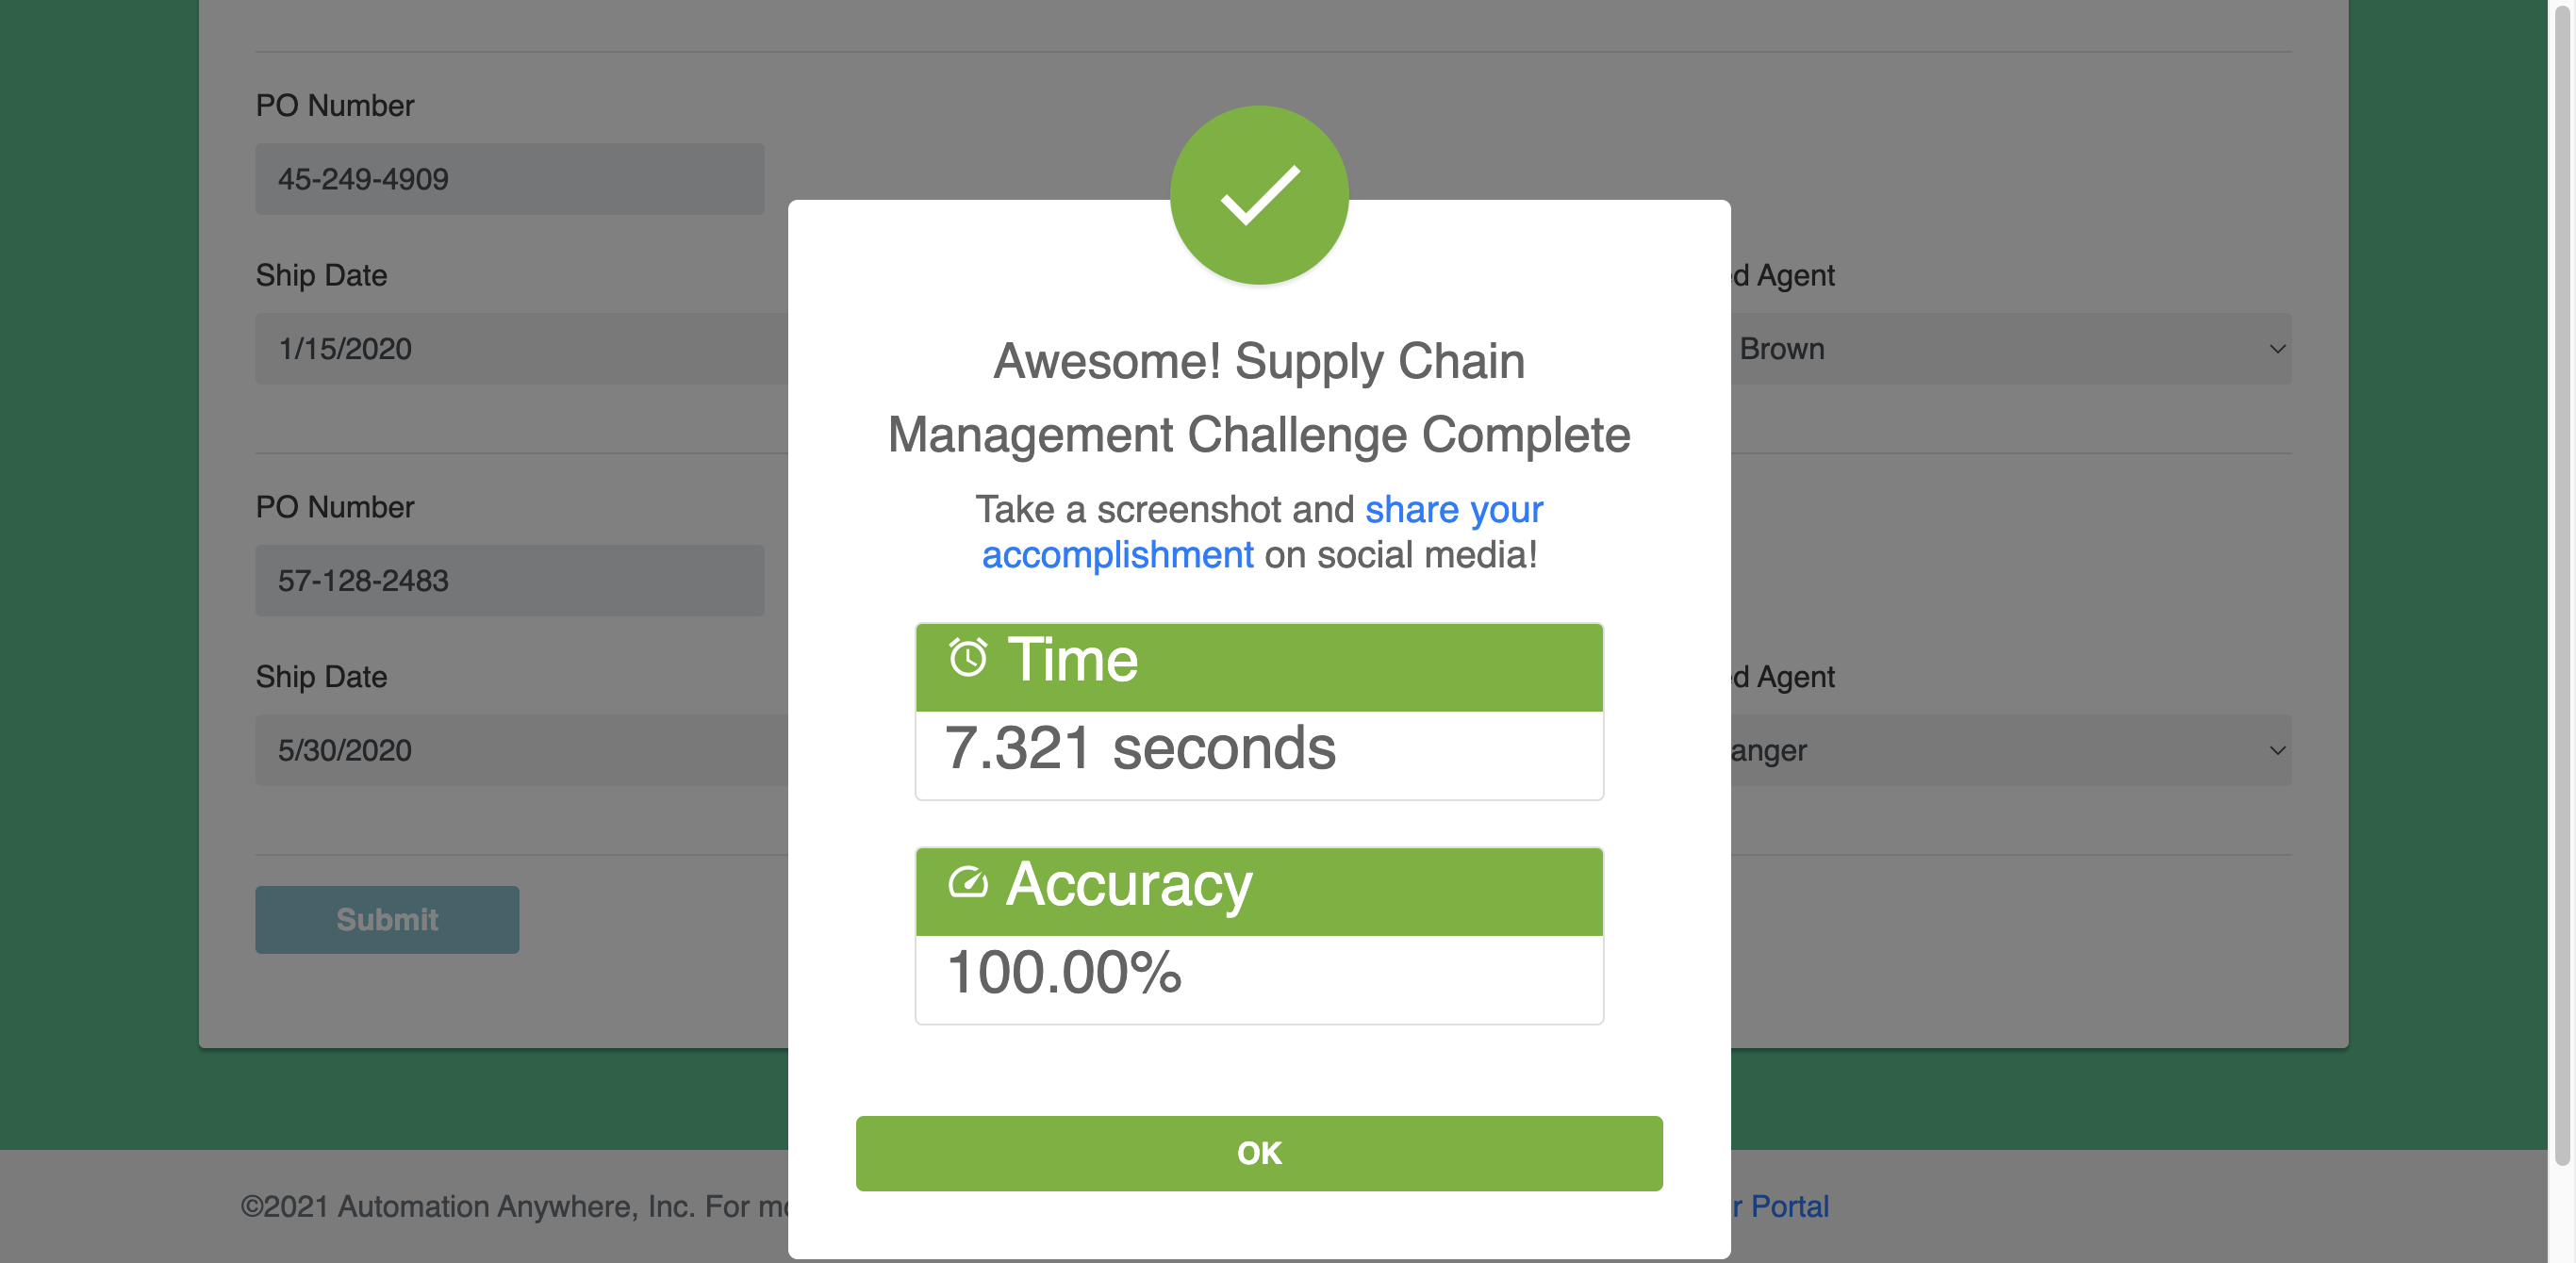 PO Number
45-249-4909
Ship Date
d Agent
1/15/2020
Brown
Awesome! Supply Chain
Management Challenge Complete
Take a screenshot and share your
accomplishment on social media!
PO Number
57-128-2483
Ship Date
d Agent
5/30/2020
anger
Time
7.321 seconds
Accuracy
100.00%
Submit
OK
©2021 Automation Anywhere, Inc. For mo
r Portal